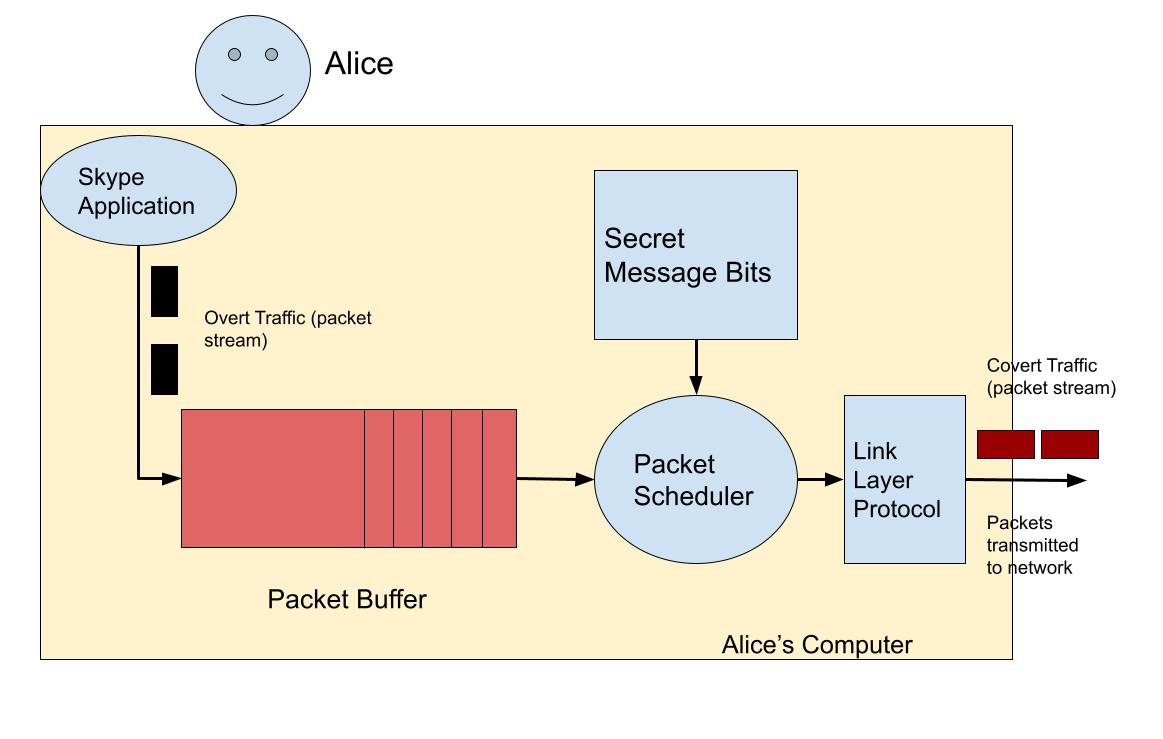 Alice
Skype
Application
Secret
Message Bits
Overt Traffic (packet
stream)
Covert Traffic
(packet stream)
Packet
Scheduler
Link
Layer
Protocol
Packets
transmitted
to network
Packet Buffer
Alice’s Computer